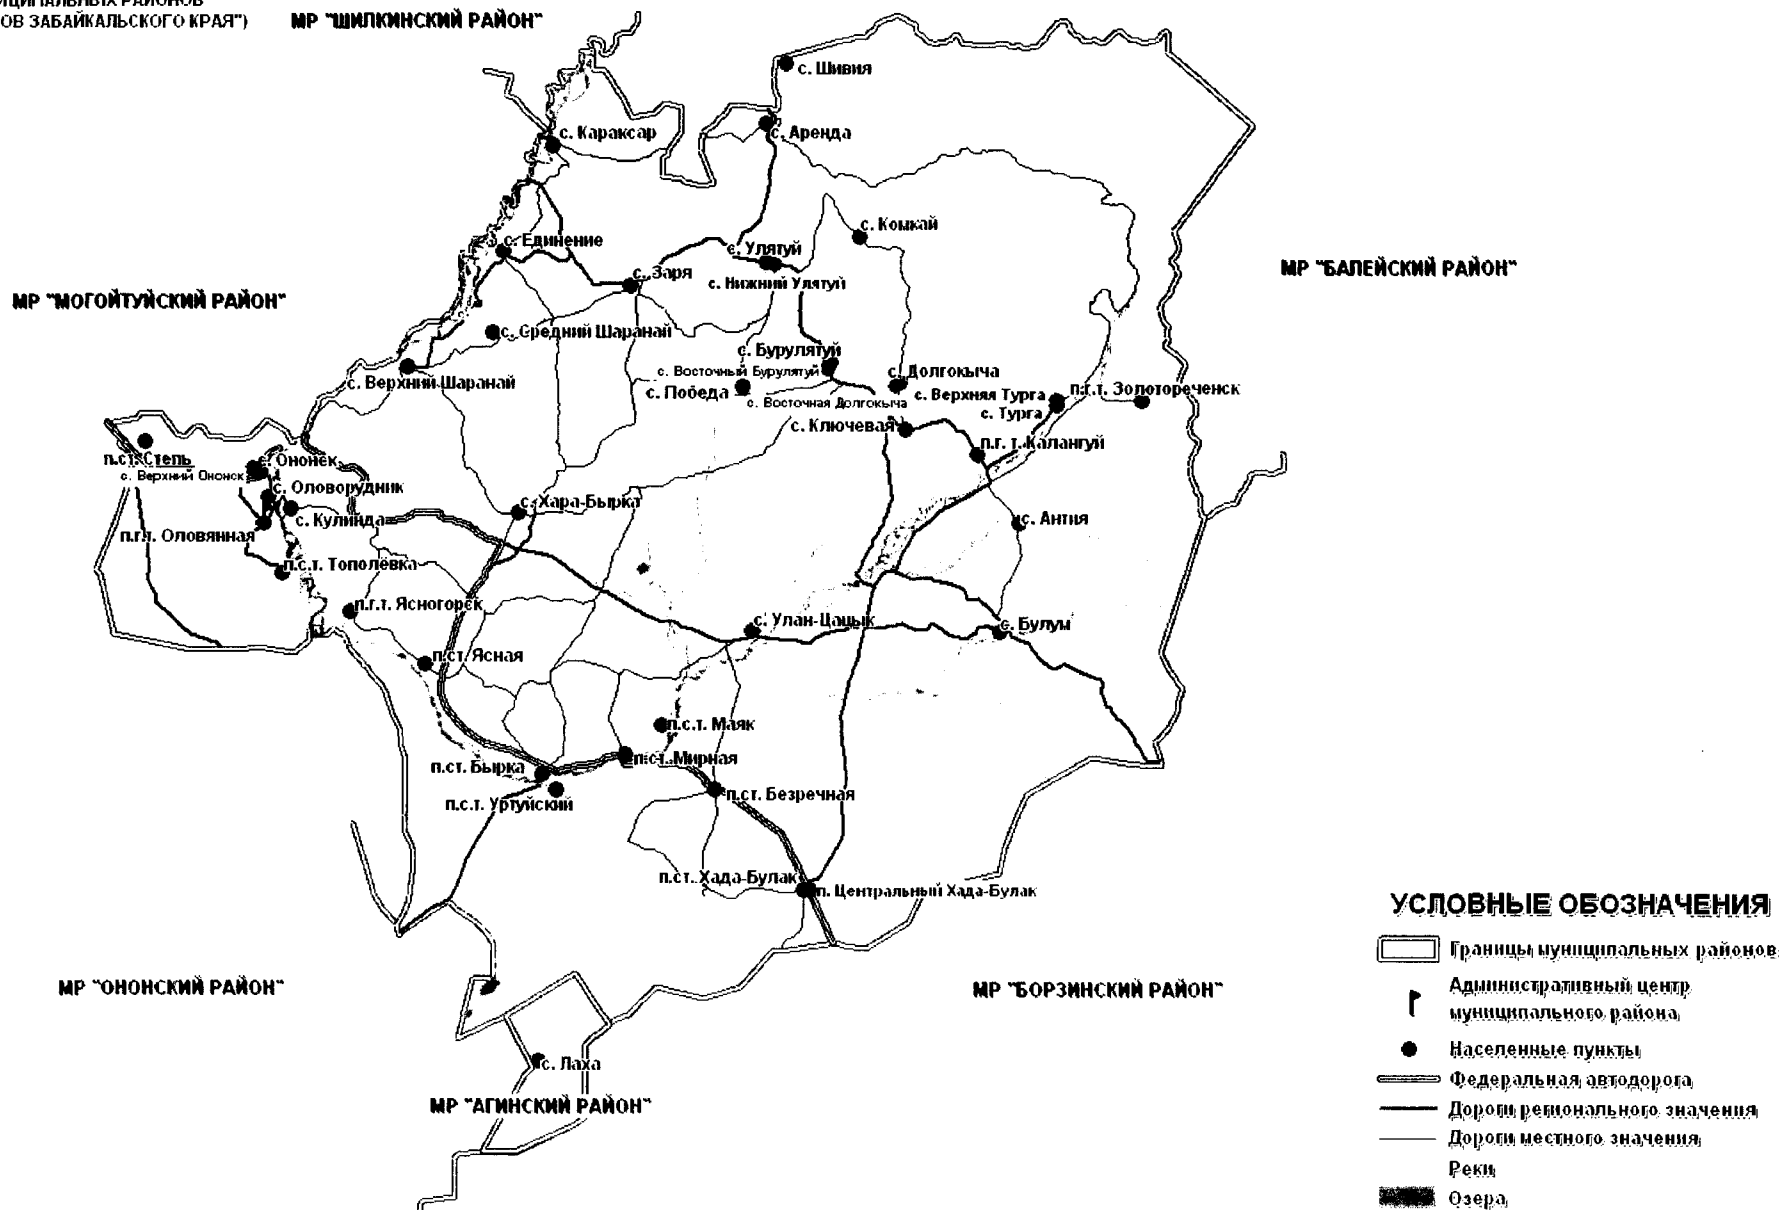 ИЦИПАЛЬНЫХ РАЙОНОВ
ОВ ЗАБАЙКАЛЬСКОГО КРАЯ")
МР "ШИЛКИНСКИЙ РАЙОН"
с. Шивия
с. Караксар
с. Аренда
с. Комкай
с. Единение
с. Улятуй
с. Заря
с. Нижний Улятуй
МР "БАЛЕЙСКИЙ РАЙОН"
МР "МОГОЙТУЙСКИЙ РАЙОН"
с. Средний Шаранай
с. Бурулятуй
с. Верхний Шаранай
с. Восточный Бурулятуй
с. Долгокыча
с. Победа
с. Верхняя Турга
п.г.т. Золотореченск
с. Восточная Долгокыча
с. Турга
с. Ключевая
п.г.т. Калангуй
п.ст. Степь
с. Ононск
с. Верхний Ононск
с. Оловорудник
с. Хара-Бырка
с. Кулинда
с. Антия
п.г.т. Оловянная
п.с.т. Тополёвка
п.г.т. Ясногорск
с. Улан-Цацык
с. Булум
п.ст. Ясная
п.с.т. Маяк
п.ст. Мирная
п.ст. Бырка
п.ст. Безречная
п.с.т. Уртуйский
п.ст. Хада-Булак
п. Центральный Хада-Булак
МР "ОНОНСКИЙ РАЙОН"
МР "БОРЗИНСКИЙ РАЙОН"
с. Лаха
МР "АГИНСКИЙ РАЙОН"
УСЛОВНЫЕ ОБОЗНАЧЕНИЯ
Границы муниципальных районов
Административный центр
муниципального района
Населенные пункты
Федеральная автодорога
Дороги регионального значения
Дороги местного значения
Реки
Озера